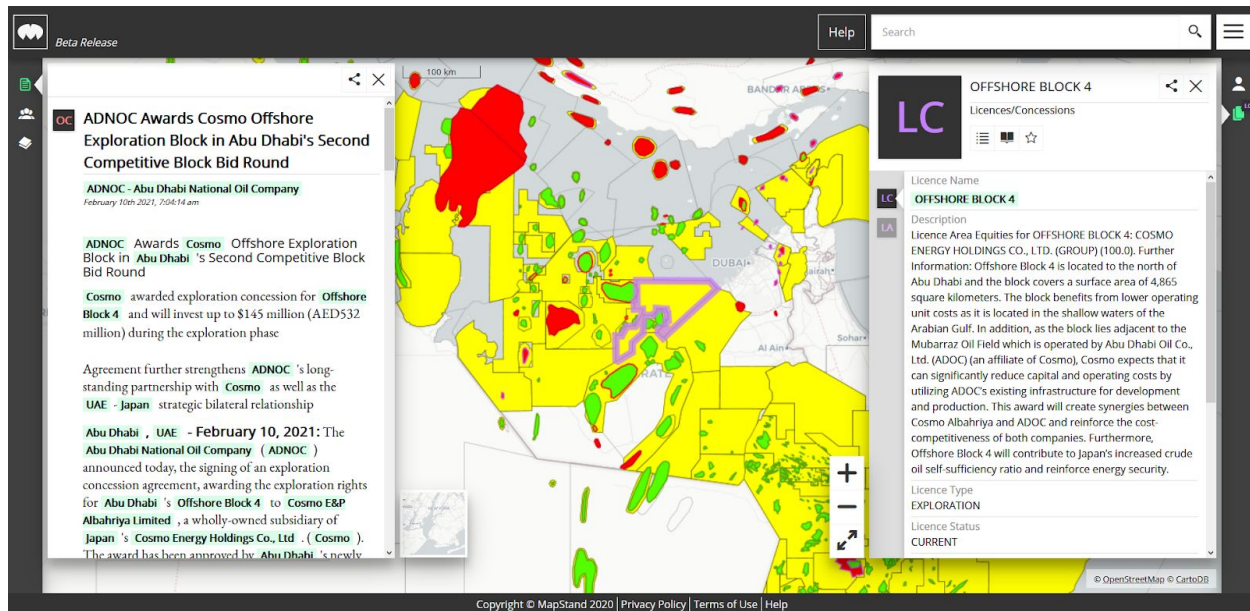 Beta Release
Help
Search
OC
ADNOC Awards Cosmo Offshore
Exploration Block in Abu Dhabi's Second
Competitive Block Bid Round
ADNOC - Abu Dhabi National Oil Company
February 10th 2021, 7:04:14 am
ADNOC Awards Cosmo Offshore Exploration
Block in Abu Dhabi 's Second Competitive Block
Bid Round
Cosmo awarded exploration concession for Offshore
Block 4 and will invest up to $145 million (AED532
million) during the exploration phase
Agreement further strengthens ADNOC 's long-
standing partnership with Cosmo as well as the
UAE - Japan strategic bilateral relationship
Abu Dhabi , UAE - February 10, 2021: The
Abu Dhabi National Oil Company ( ADNOC )
announced today, the signing of an exploration
concession agreement, awarding the exploration rights
for Abu Dhabi 's Offshore Block 4 to Cosmo E&P
Albahriya Limited , a wholly-owned subsidiary of
Japan 's Cosmo Energy Holdings Co., Ltd . ( Cosmo ).
The award has been approved by Abu Dhabi 's newly
100 km
DUBAI
Al Ain
Sohar
LC
OFFSHORE BLOCK 4
Licences/Concessions
LC
LA
Licence Name
OFFSHORE BLOCK 4
Description
Licence Area Equities for OFFSHORE BLOCK 4: COSMO
ENERGY HOLDINGS CO., LTD. (GROUP) (100.0). Further
Information: Offshore Block 4 is located to the north of
Abu Dhabi and the block covers a surface area of 4,865
square kilometers. The block benefits from lower operating
unit costs as it is located in the shallow waters of the
Arabian Gulf. In addition, as the block lies adjacent to the
Mubarraz Oil Field which is operated by Abu Dhabi Oil Co.,
Ltd. (ADOC) (an affiliate of Cosmo), Cosmo expects that it
can significantly reduce capital and operating costs by
utilizing ADOC's existing infrastructure for development
and production. This award will create synergies between
Cosmo Albahriya and ADOC and reinforce the cost-
competitiveness of both companies. Furthermore,
Offshore Block 4 will contribute to Japan's increased crude
oil self-sufficiency ratio and reinforce energy security.
Licence Type
EXPLORATION
Licence Status
CURRENT
© OpenStreetMap © CartoDB
Copyright © MapStand 2020 | Privacy Policy | Terms of Use | Help